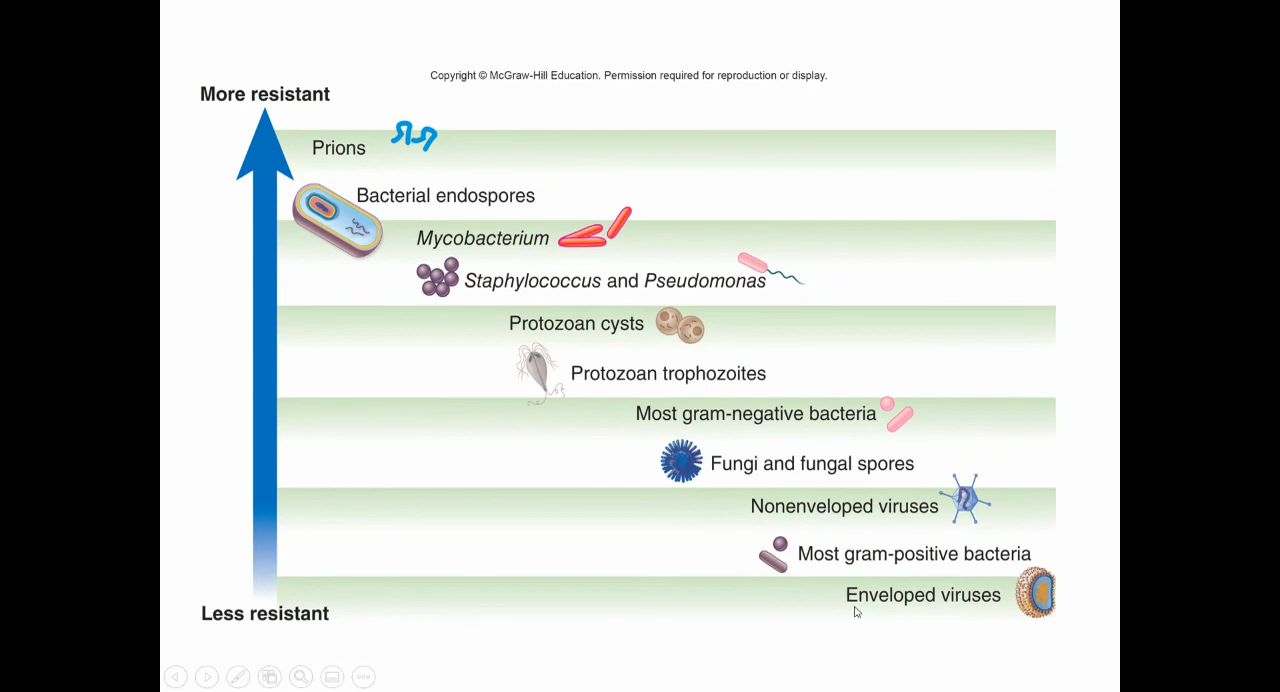 Copyright © McGraw-Hill Education. Permission required for reproduction or display.
More resistant
Prions
Bacterial endospores
Mycobacterium
Staphylococcus and Pseudomonas
Protozoan cysts
Protozoan trophozoites
Most gram-negative bacteria
Fungi and fungal spores
Nonenveloped viruses
Most gram-positive bacteria
Enveloped viruses
Less resistant